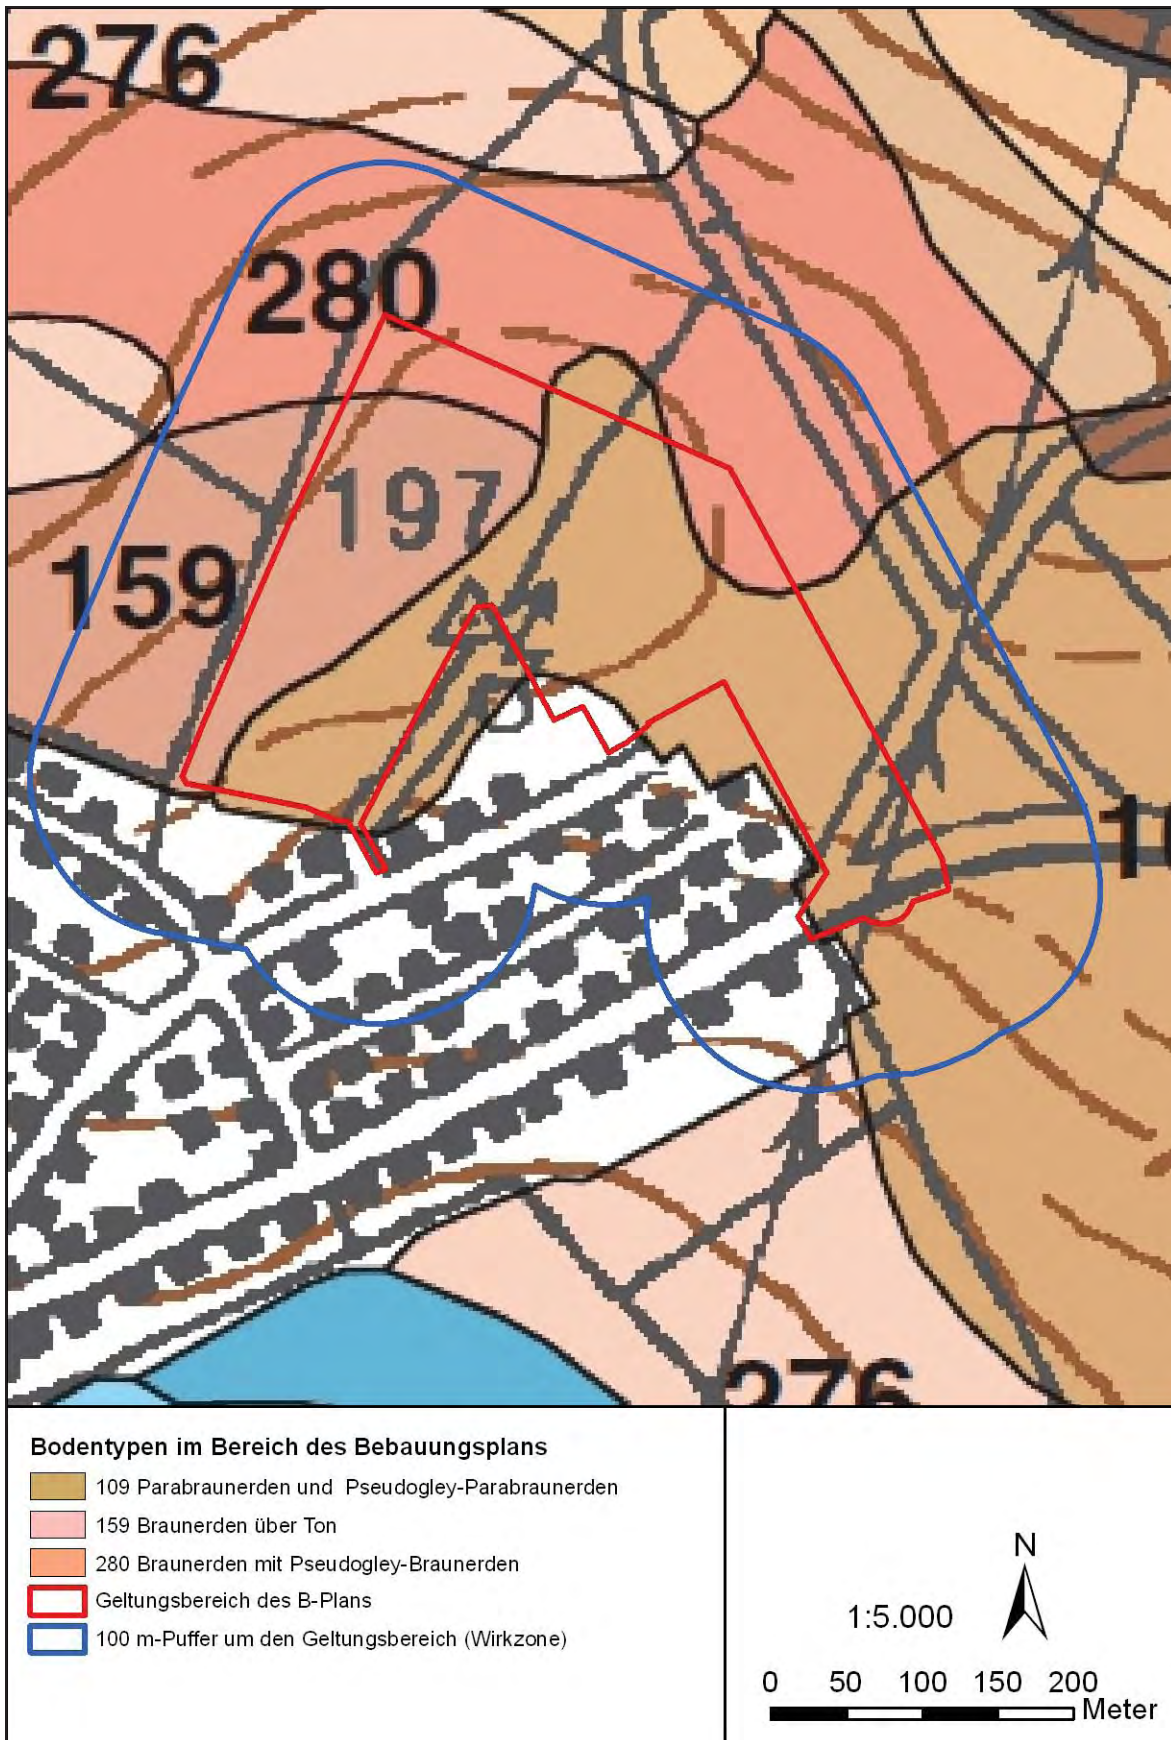 276
280
197
159
10
276
Bodentypen im Bereich des Bebauungsplans
109 Parabraunerden und Pseudogley-Parabraunerden
159 Braunerden über Ton
280 Braunerden mit Pseudogley-Braunerden
Geltungsbereich des B-Plans
100 m-Puffer um den Geltungsbereich (Wirkzone)
N
1:5.000
0 50 100 150 200
Meter